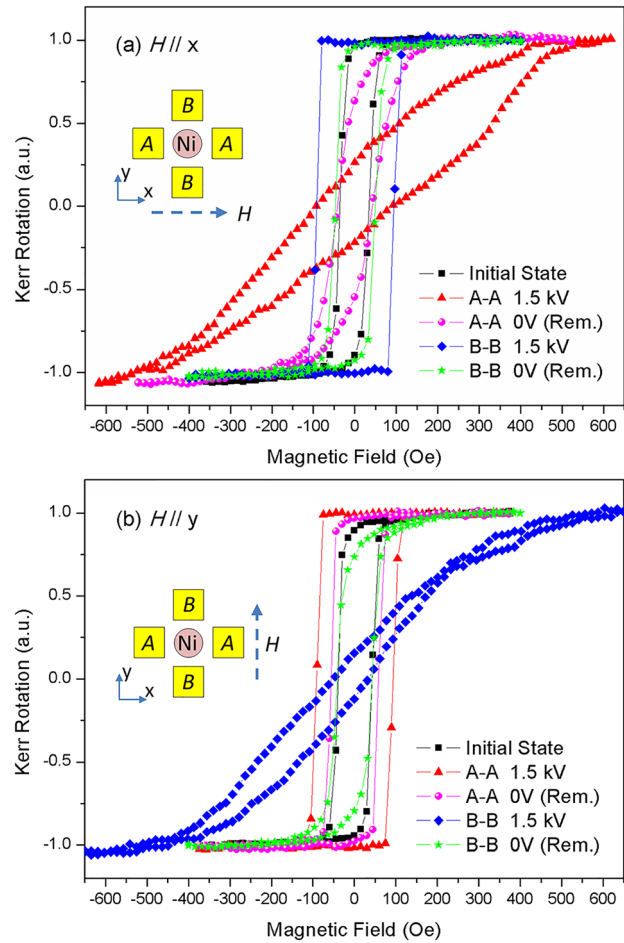 (a) H // x
B
A Ni A
B
y
x
H
Kerr Rotation (a.u.)
1.0
0.5
0.0
-0.5
-1.0
Initial State
A-A 1.5 kV
A-A 0V (Rem.)
B-B 1.5 kV
B-B 0V (Rem.)
-600 -500 -400 -300 -200 -100 0 100 200 300 400 500 600
Magnetic Field (Oe)
(b) H // y
B
A Ni A
B
y
x
H
Kerr Rotation (a.u.)
1.0
0.5
0.0
-0.5
-1.0
Initial State
A-A 1.5 kV
A-A 0V (Rem.)
B-B 1.5 kV
B-B 0V (Rem.)
-600 -500 -400 -300 -200 -100 0 100 200 300 400 500 600
Magnetic Field (Oe)